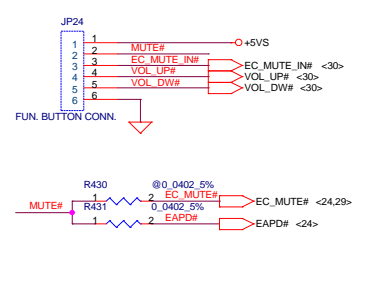 JP24
1 1 +5VS
2 2 MUTE#
3 3 EC_MUTE_IN# EC_MUTE_IN# <30>
4 4 VOL_UP# VOL_UP# <30>
5 5 VOL_DW# VOL_DW# <30>
6 6
FUN. BUTTON CONN.
R430 @0_0402_5%
1 2 EC_MUTE# EC_MUTE# <24,29>
MUTE#
R431 0_0402_5%
1 2 EAPD# EAPD# <24>